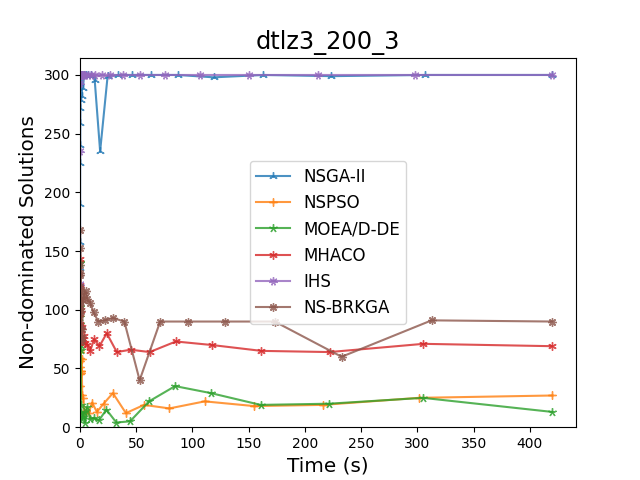 dtlz3_200_3
Non-dominated Solutions
300
250
200
150
100
50
0
NSGA-II
NSPSO
MOEA/D-DE
MHACO
IHS
NS-BRKGA
0 50 100 150 200 250 300 350 400
Time (s)